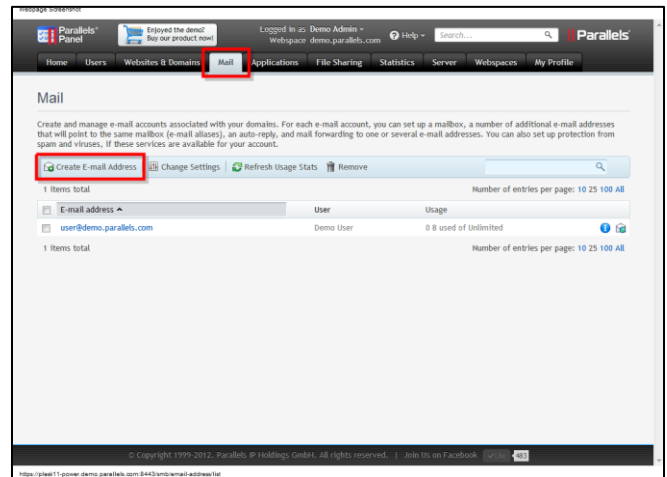 Webpage Screenshot
Parallels® Panel
Enjoyed the demo? Buy our product now!
Logged in as Demo Admin
Webspace demo.parallels.com
Help
Search...
Parallels®
Home Users Websites & Domains Mail Applications File Sharing Statistics Server Webspaces My Profile
Mail
Create and manage e-mail accounts associated with your domains. For each e-mail account, you can set up a mailbox, a number of additional e-mail addresses
that will point to the same mailbox (e-mail aliases), an auto-reply, and mail forwarding to one or several e-mail addresses. You can also set up protection from
spam and viruses, if these services are available for your account.
Create E-mail Address Change Settings Refresh Usage Stats Remove
1 items total Number of entries per page: 10 25 100 All
E-mail address User Usage
user@demo.parallels.com Demo User 0 B used of Unlimited
1 items total Number of entries per page: 10 25 100 All
© Copyright 1999-2012. Parallels IP Holdings GmbH. All rights reserved. | Join Us on Facebook Like 483
https://plesk11-power.demo.parallels.com:8443/smb/email-address/list